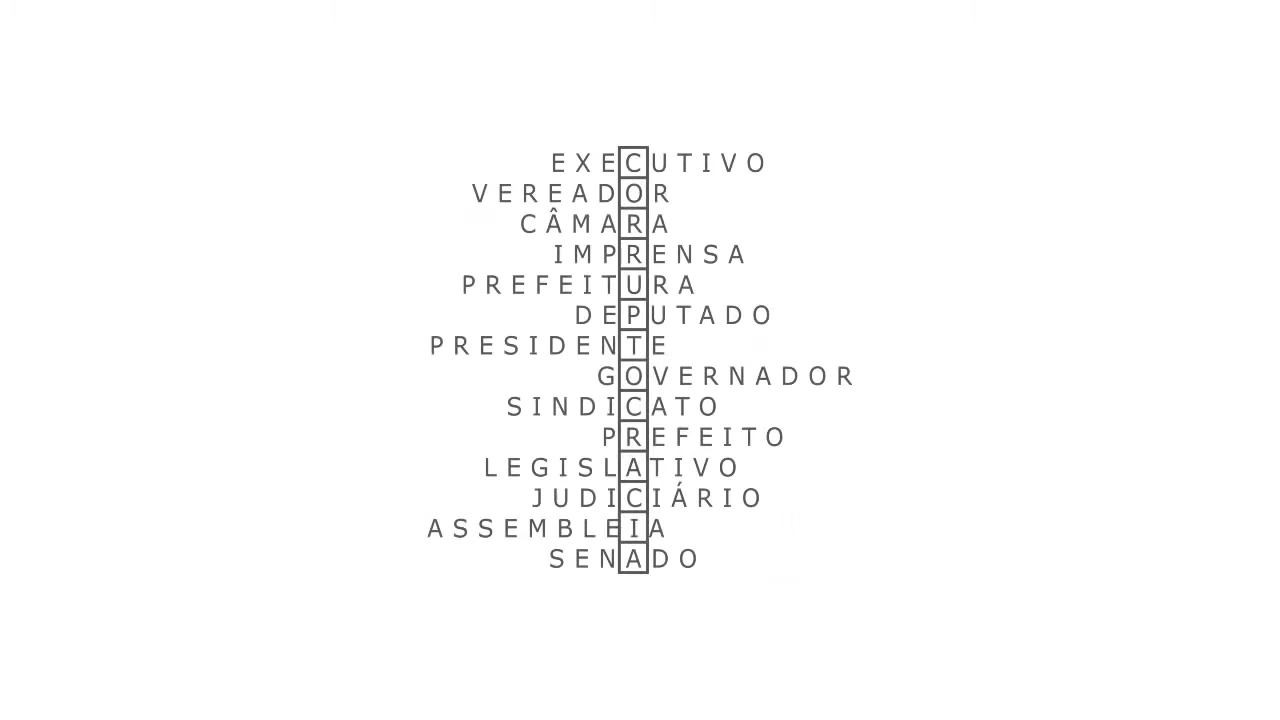 EXECUTIVO
VEREADOR
CÂMARA
IMPRENSA
PREFEITURA
DEPUTADO
PRESIDENTE
GOVERNADOR
SINDICATO
PREFEITO
LEGISLATIVO
JUDICIÁRIO
ASSEMBLEIA
SENADO